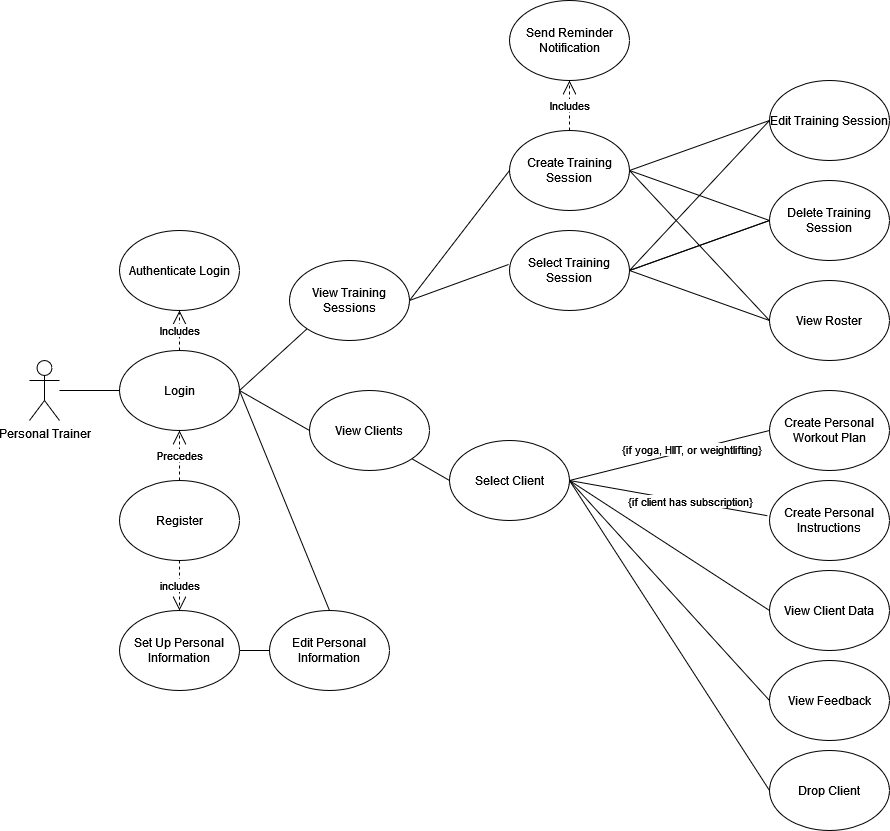 Send Reminder
Notification
Includes
Create Training
Session
Edit Training Session
Delete Training
Session
Select Training
Session
View Roster
Authenticate Login
View Training
Sessions
Includes
Login
Personal Trainer
Precedes
View Clients
Register
includes
Set Up Personal
Information
Edit Personal
Information
Select Client
{if yoga, HIIT, or weightlifting}
Create Personal
Workout Plan
{if client has subscription}
Create Personal
Instructions
View Client Data
View Feedback
Drop Client